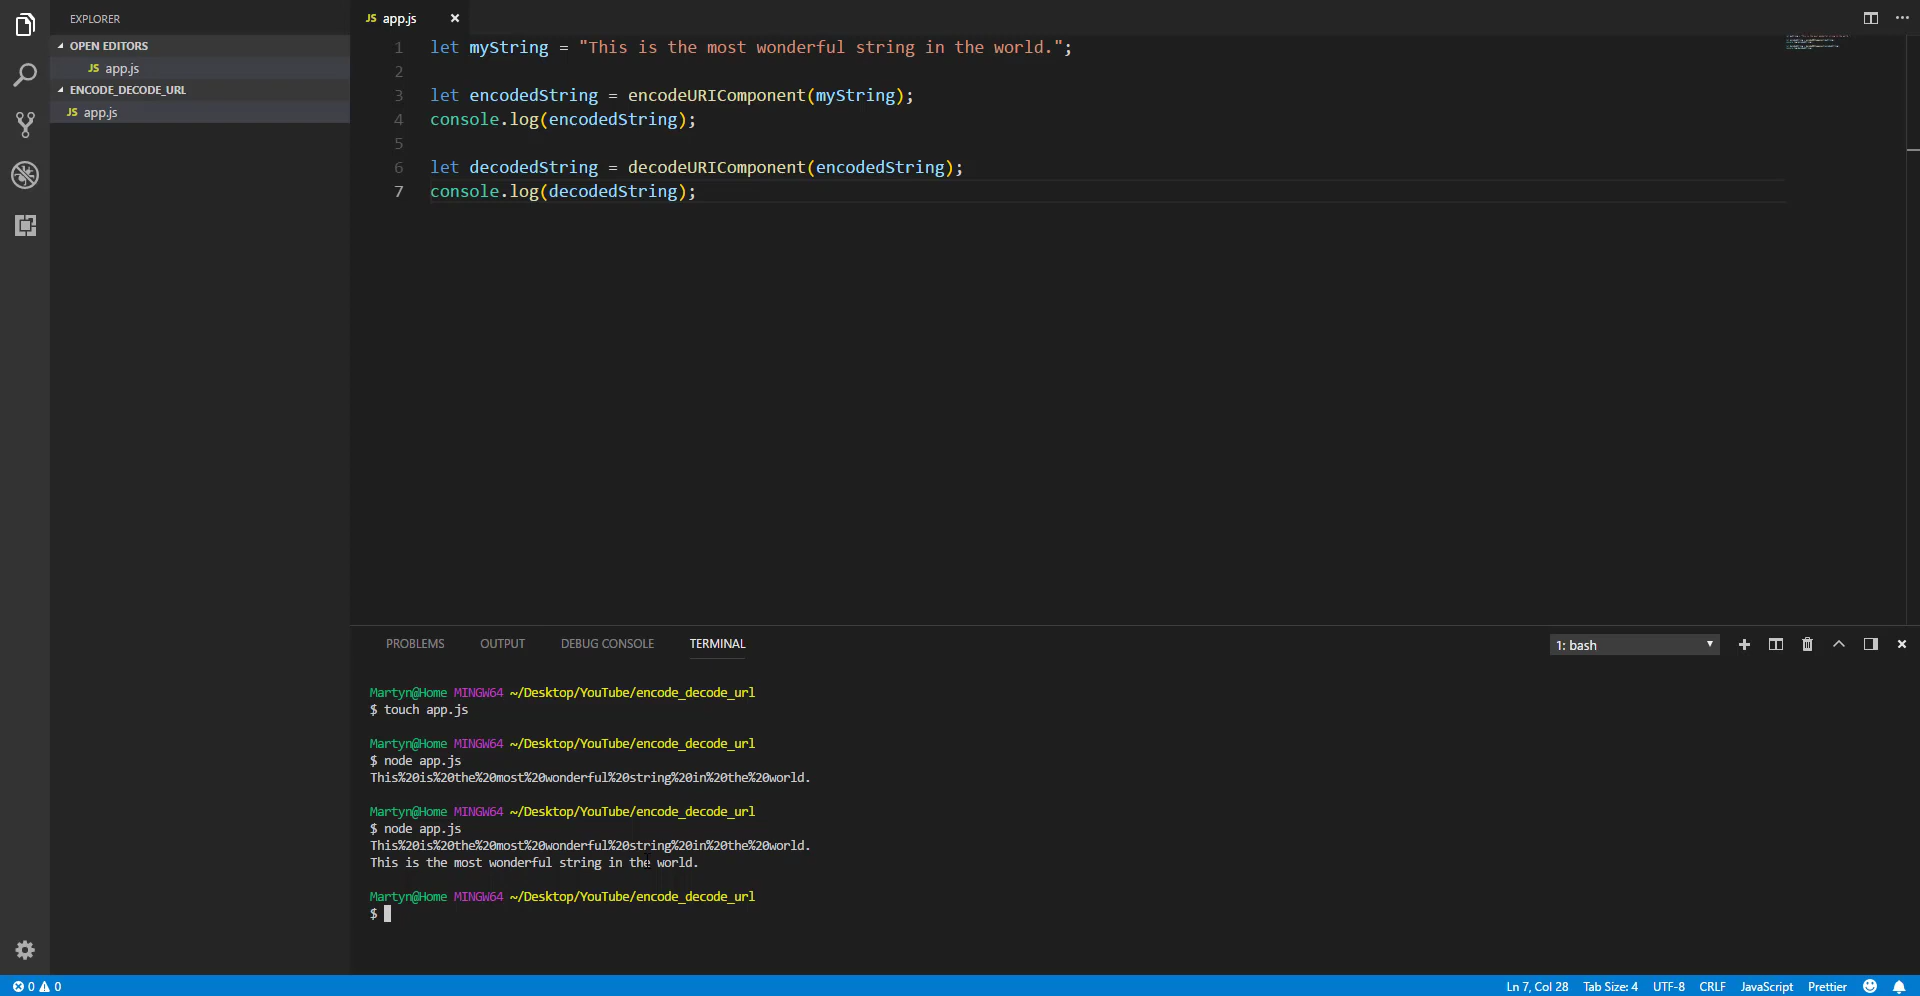 EXPLORER
OPEN EDITORS
JS app.js
ENCODE_DECODE_URL
JS app.js
JS app.js
1 let myString = "This is the most wonderful string in the world.";
2
3 let encodedString = encodeURIComponent(myString);
4 console.log(encodedString);
5
6 let decodedString = decodeURIComponent(encodedString);
7 console.log(decodedString);
PROBLEMS OUTPUT DEBUG CONSOLE TERMINAL 1: bash
Martyn@Home MINGW64 ~/Desktop/YouTube/encode_decode_url
$ touch app.js
Martyn@Home MINGW64 ~/Desktop/YouTube/encode_decode_url
$ node app.js
This%20is%20the%20most%20wonderful%20string%20in%20the%20world.
Martyn@Home MINGW64 ~/Desktop/YouTube/encode_decode_url
$ node app.js
This%20is%20the%20most%20wonderful%20string%20in%20the%20world.
This is the most wonderful string in the world.
Martyn@Home MINGW64 ~/Desktop/YouTube/encode_decode_url
$
0 0 Ln 7, Col 28 Tab Size: 4 UTF-8 CRLF JavaScript Prettier